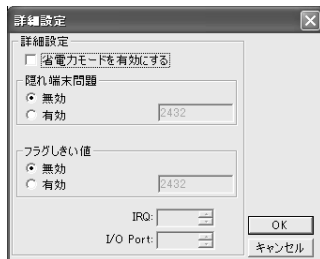 詳細設定
詳細設定
省電力モードを有効にする
隠れ端末問題
無効
有効 2432
フラグしきい値
無効
有効 2432
IRQ:
I/O Port:
OK
キャンセル